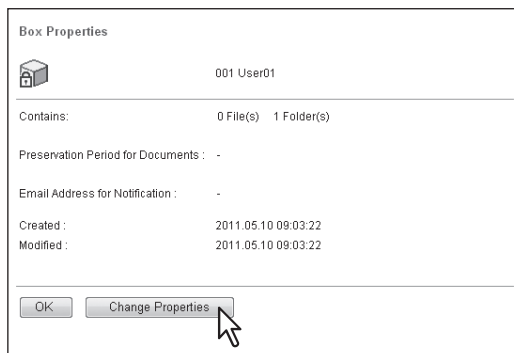 Box Properties
001 User01
Contains: 0 File(s) 1 Folder(s)
Preservation Period for Documents : -
Email Address for Notification : -
Created : 2011.05.10 09:03:22
Modified : 2011.05.10 09:03:22
OK Change Properties